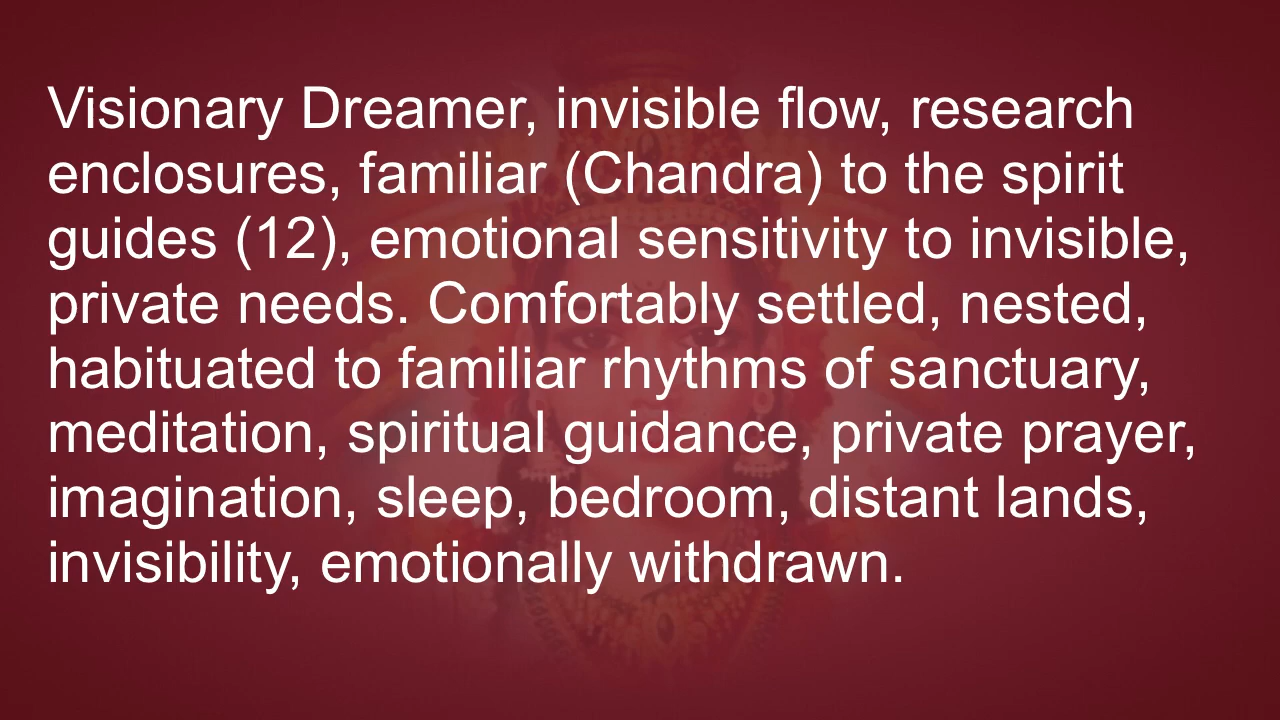 Visionary Dreamer, invisible flow, research
enclosures, familiar (Chandra) to the spirit
guides (12), emotional sensitivity to invisible,
private needs. Comfortably settled, nested,
habituated to familiar rhythms of sanctuary,
meditation, spiritual guidance, private prayer,
imagination, sleep, bedroom, distant lands,
invisibility, emotionally withdrawn.